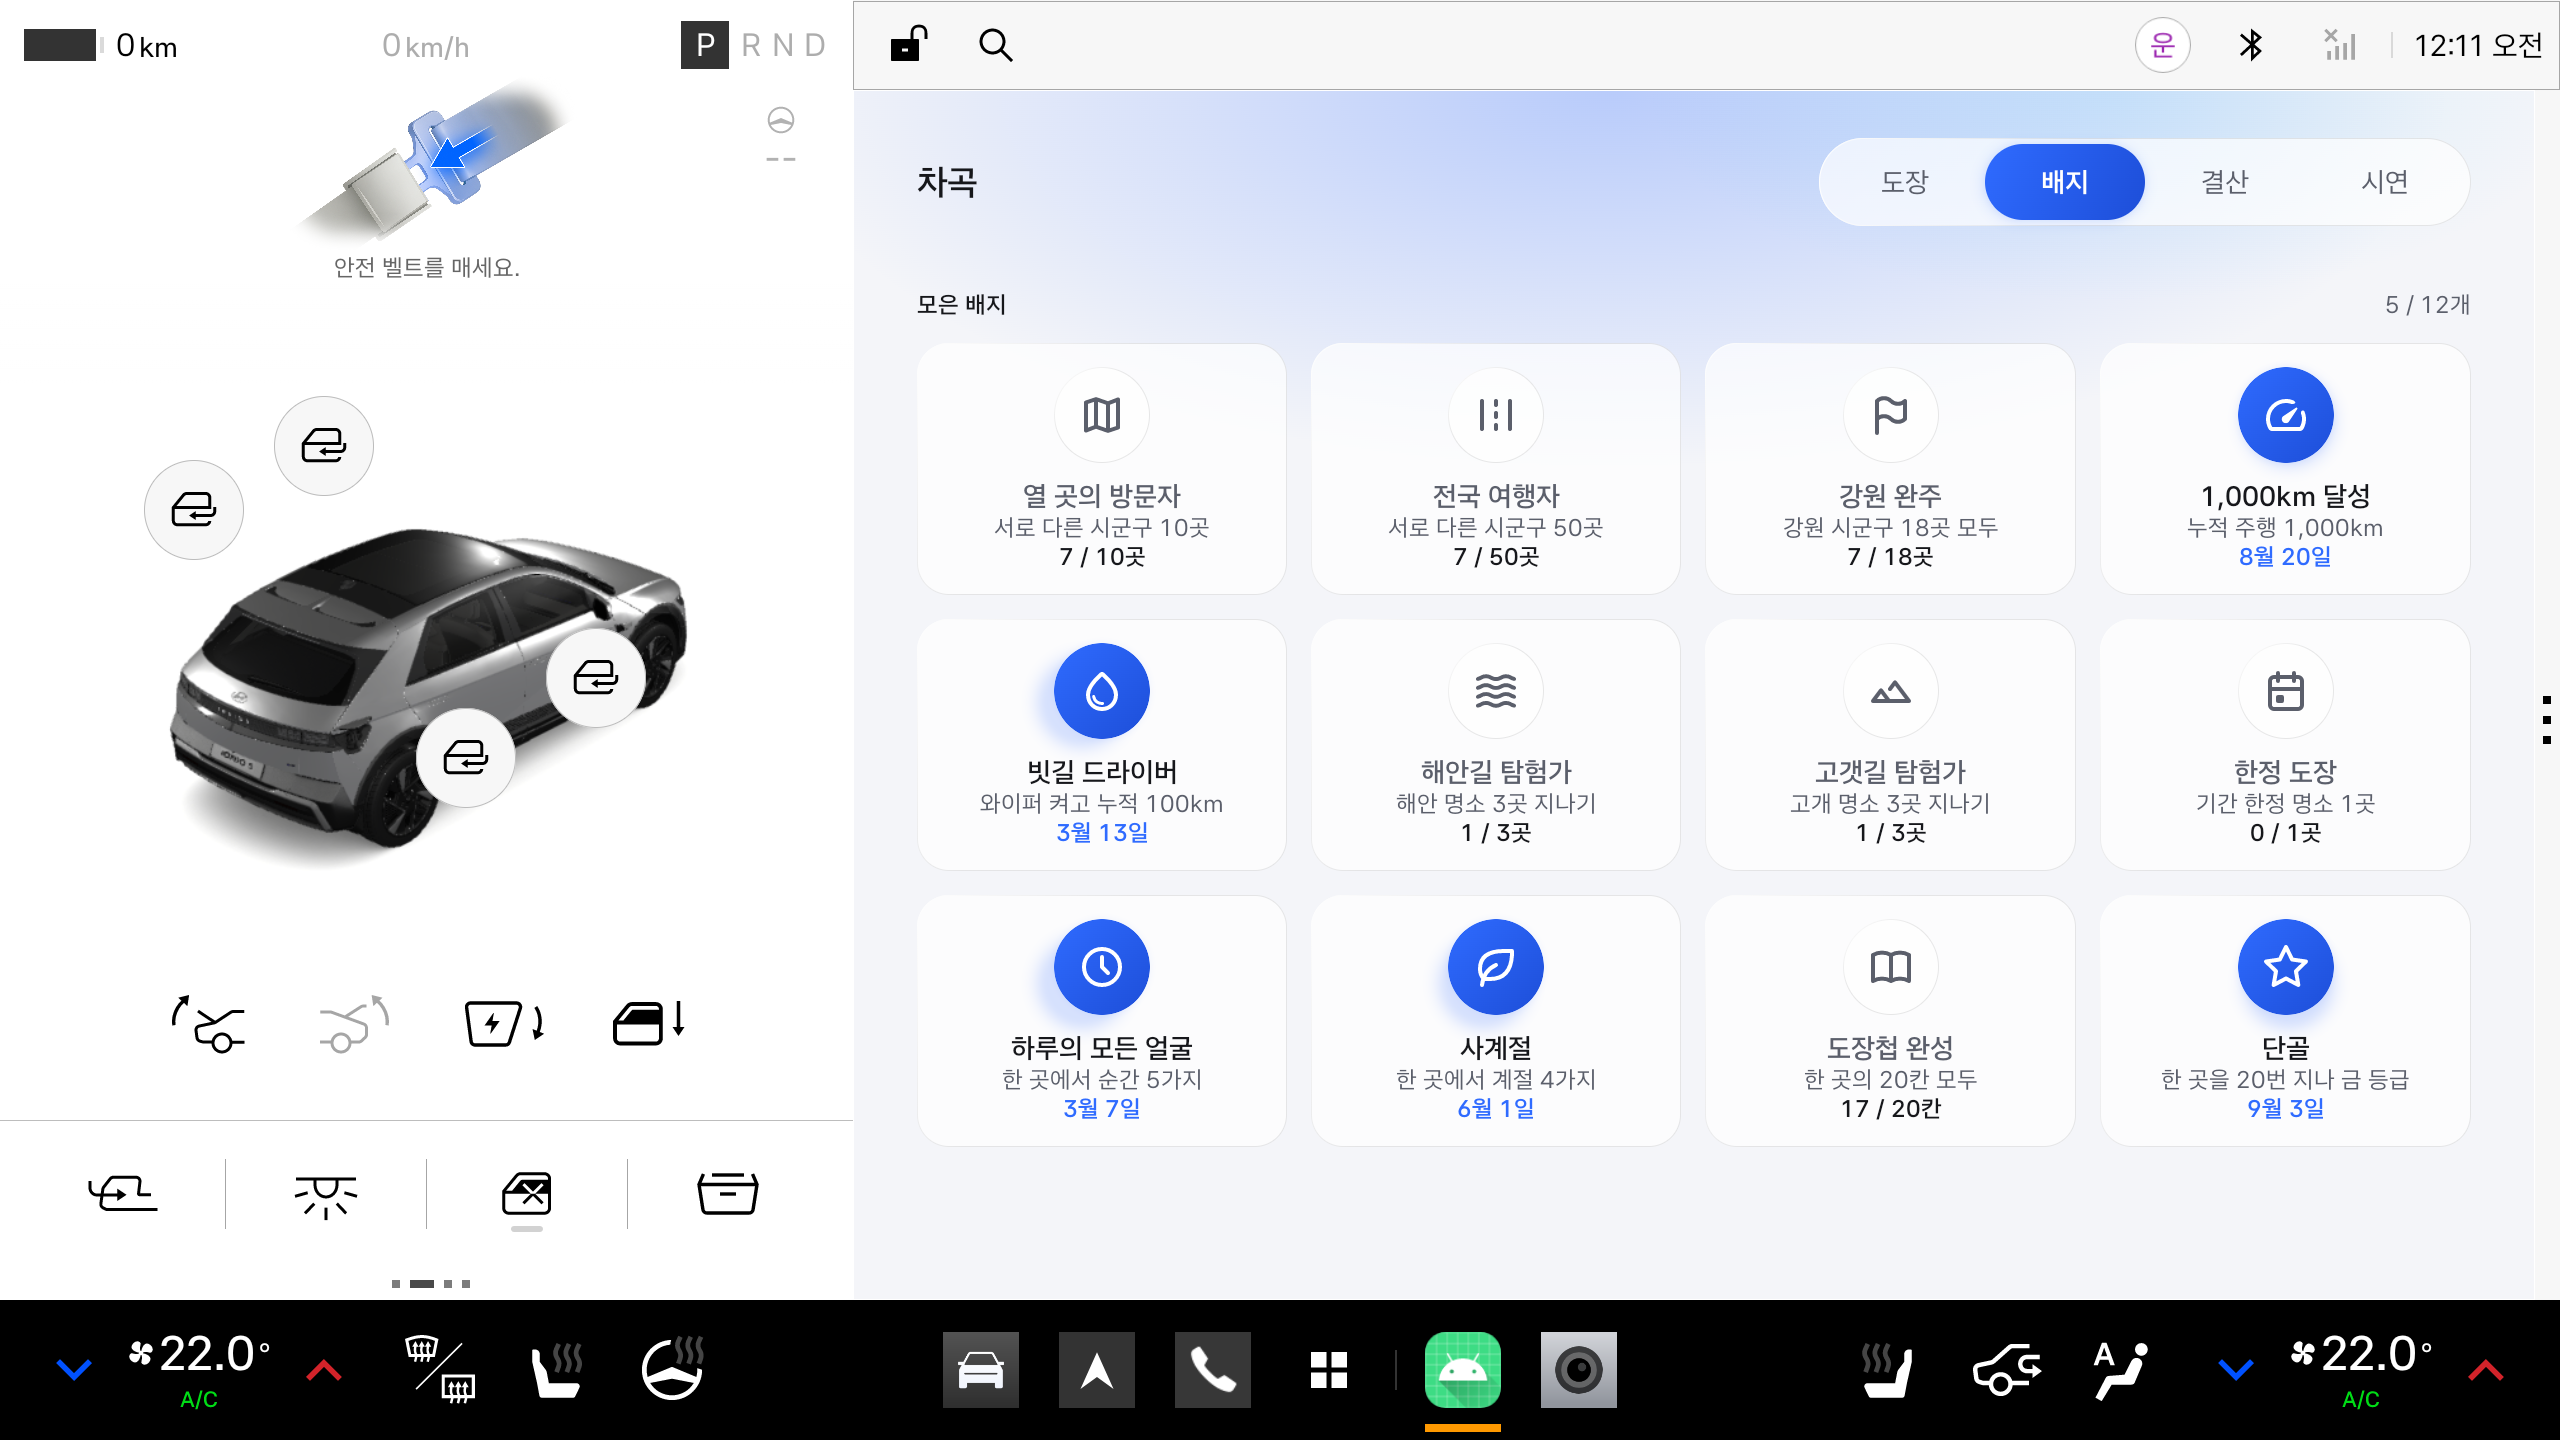 0 km
0 km/h
P R N D
안전 벨트를 매세요.
운
12:11 오전
차곡
도장
배지
결산
시연
모은 배지
5 / 12개
열 곳의 방문자
서로 다른 시군구 10곳
7 / 10곳
전국 여행자
서로 다른 시군구 50곳
7 / 50곳
강원 완주
강원 시군구 18곳 모두
7 / 18곳
1,000km 달성
누적 주행 1,000km
8월 20일
빗길 드라이버
와이퍼 켜고 누적 100km
3월 13일
해안길 탐험가
해안 명소 3곳 지나기
1 / 3곳
고갯길 탐험가
고개 명소 3곳 지나기
1 / 3곳
한정 도장
기간 한정 명소 1곳
0 / 1곳
하루의 모든 얼굴
한 곳에서 순간 5가지
3월 7일
사계절
한 곳에서 계절 4가지
6월 1일
도장첩 완성
한 곳의 20칸 모두
17 / 20칸
단골
한 곳을 20번 지나 금 등급
9월 3일
22.0°
A/C
A
22.0°
A/C